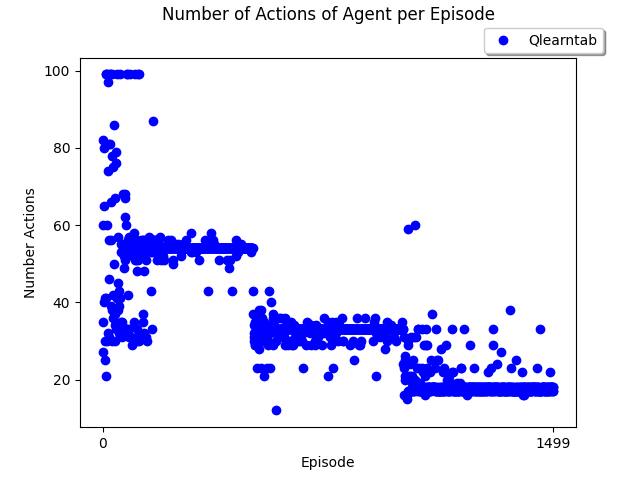 Number of Actions of Agent per Episode
Qlearntab
100
80
60
40
20
Number Actions
0
1499
Episode